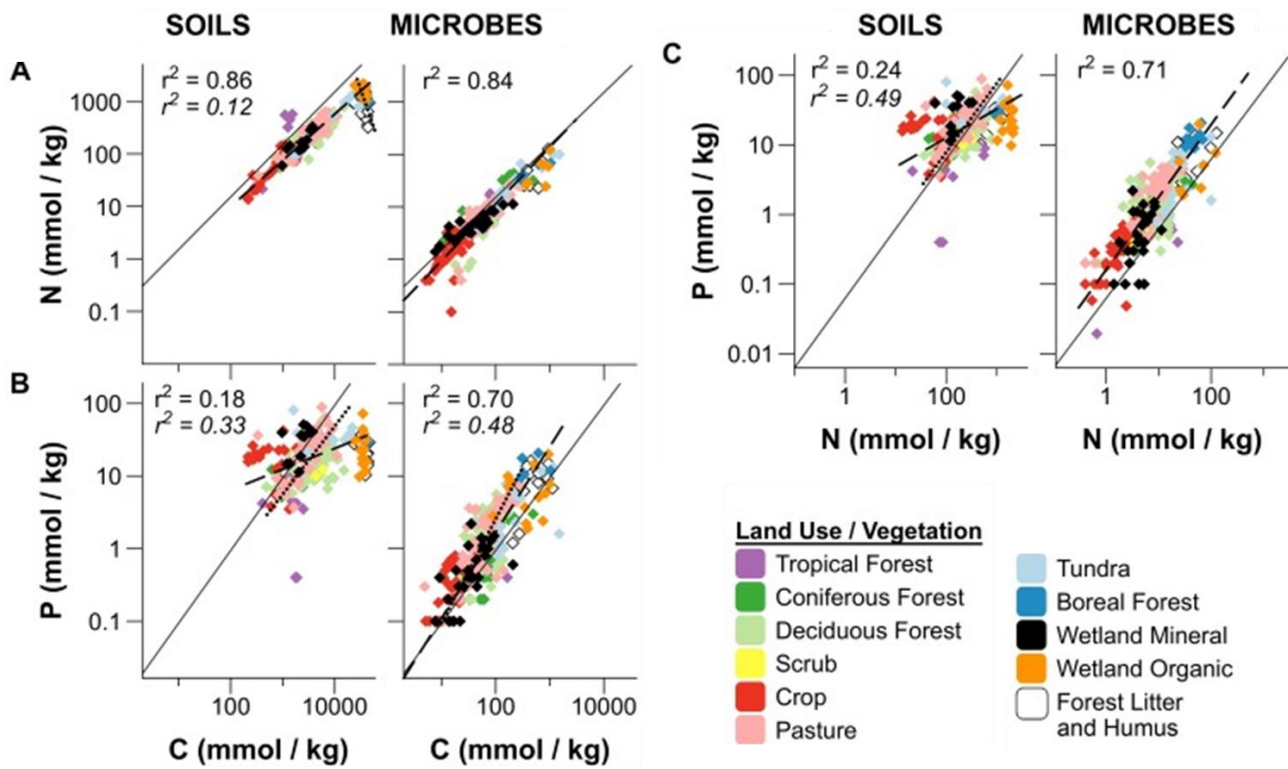 SOILS
MICROBES
A
r² = 0.86
r² = 0.12
r² = 0.84
1000
100
10
1
0.1
N (mmol / kg)
B
r² = 0.18
r² = 0.33
r² = 0.70
r² = 0.48
100
10
1
0.1
P (mmol / kg)
100
10000
100
10000
C (mmol / kg)
C (mmol / kg)
SOILS
MICROBES
C
r² = 0.24
r² = 0.49
r² = 0.71
100
10
1
0.1
0.01
P (mmol / kg)
1
100
1
100
N (mmol / kg)
N (mmol / kg)
Land Use / Vegetation
Tropical Forest
Coniferous Forest
Deciduous Forest
Scrub
Crop
Pasture
Tundra
Boreal Forest
Wetland Mineral
Wetland Organic
Forest Litter
and Humus